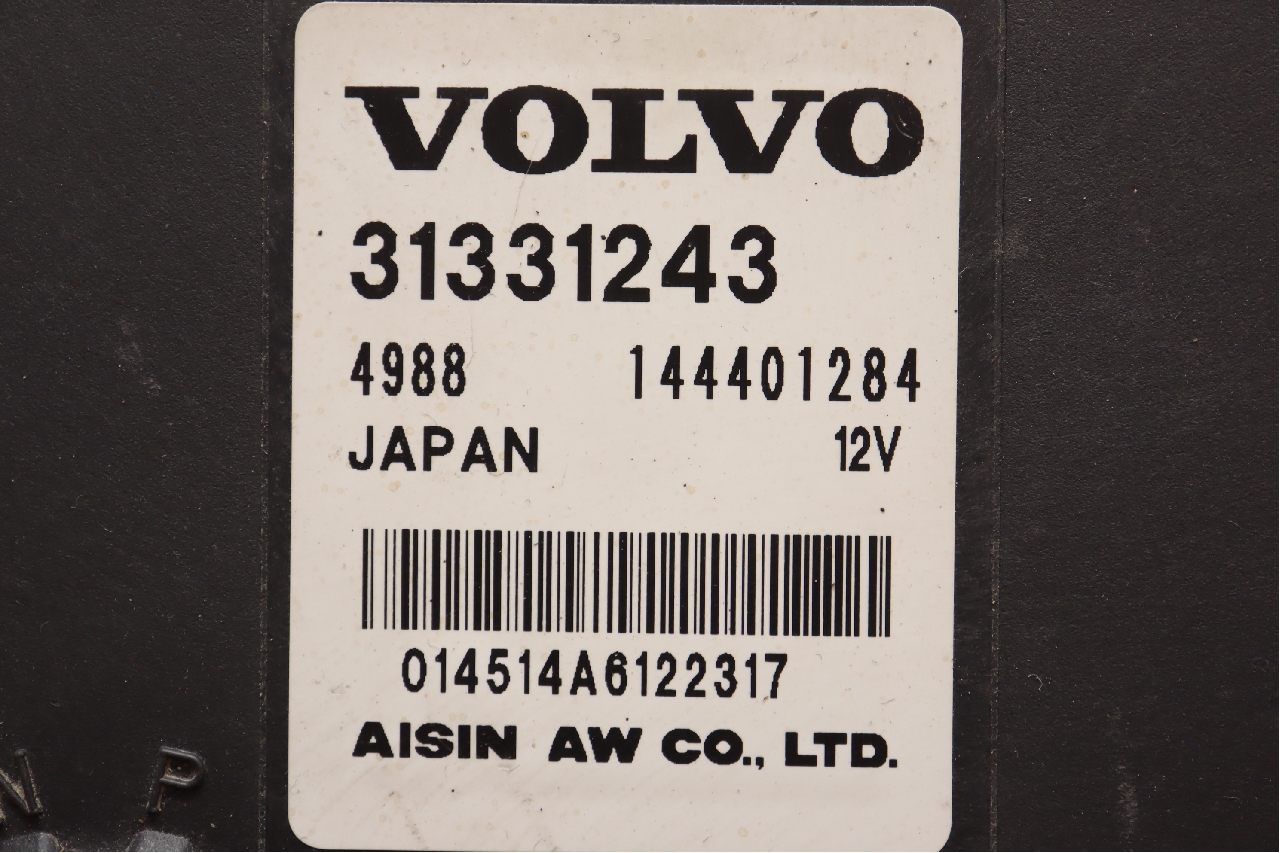 VOLVO
31331243
4988 144401284
JAPAN 12V
014514A6122317
AISIN AW CO., LTD.
N P